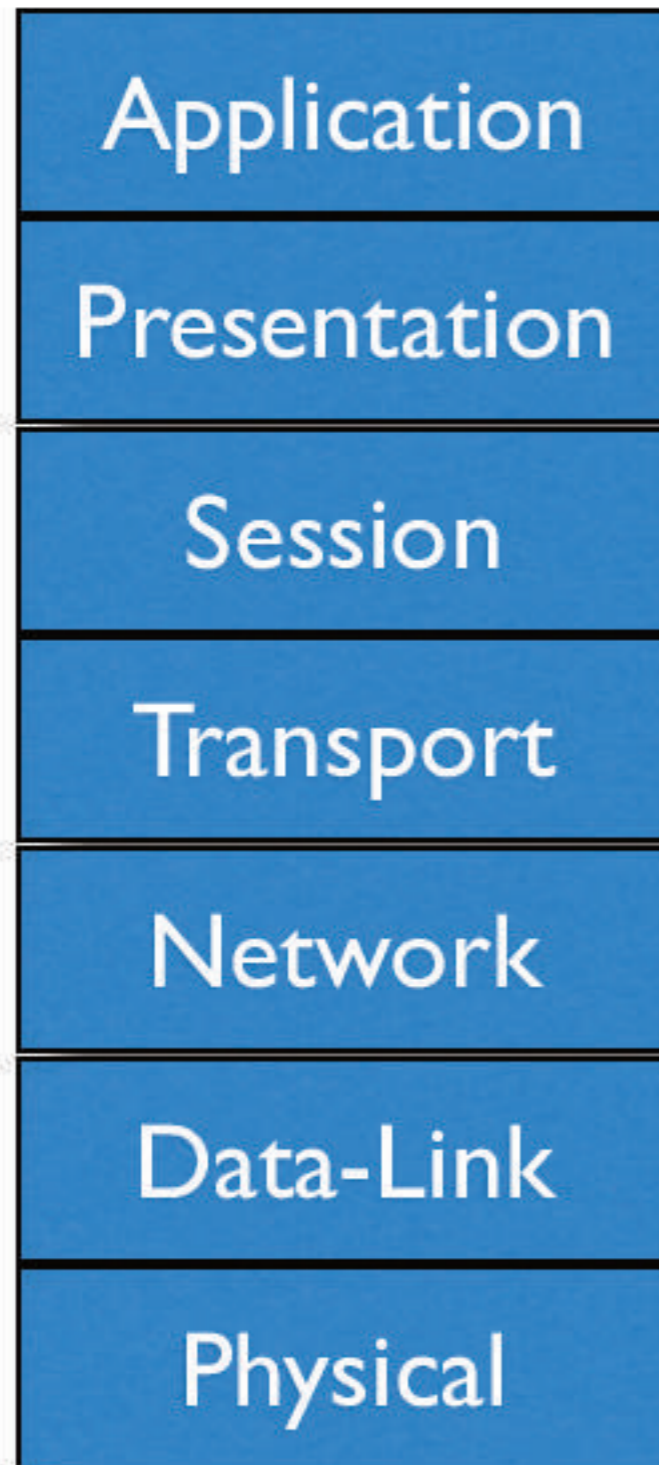 Application
Presentation
Session
Transport
Network
Data-Link
Physical